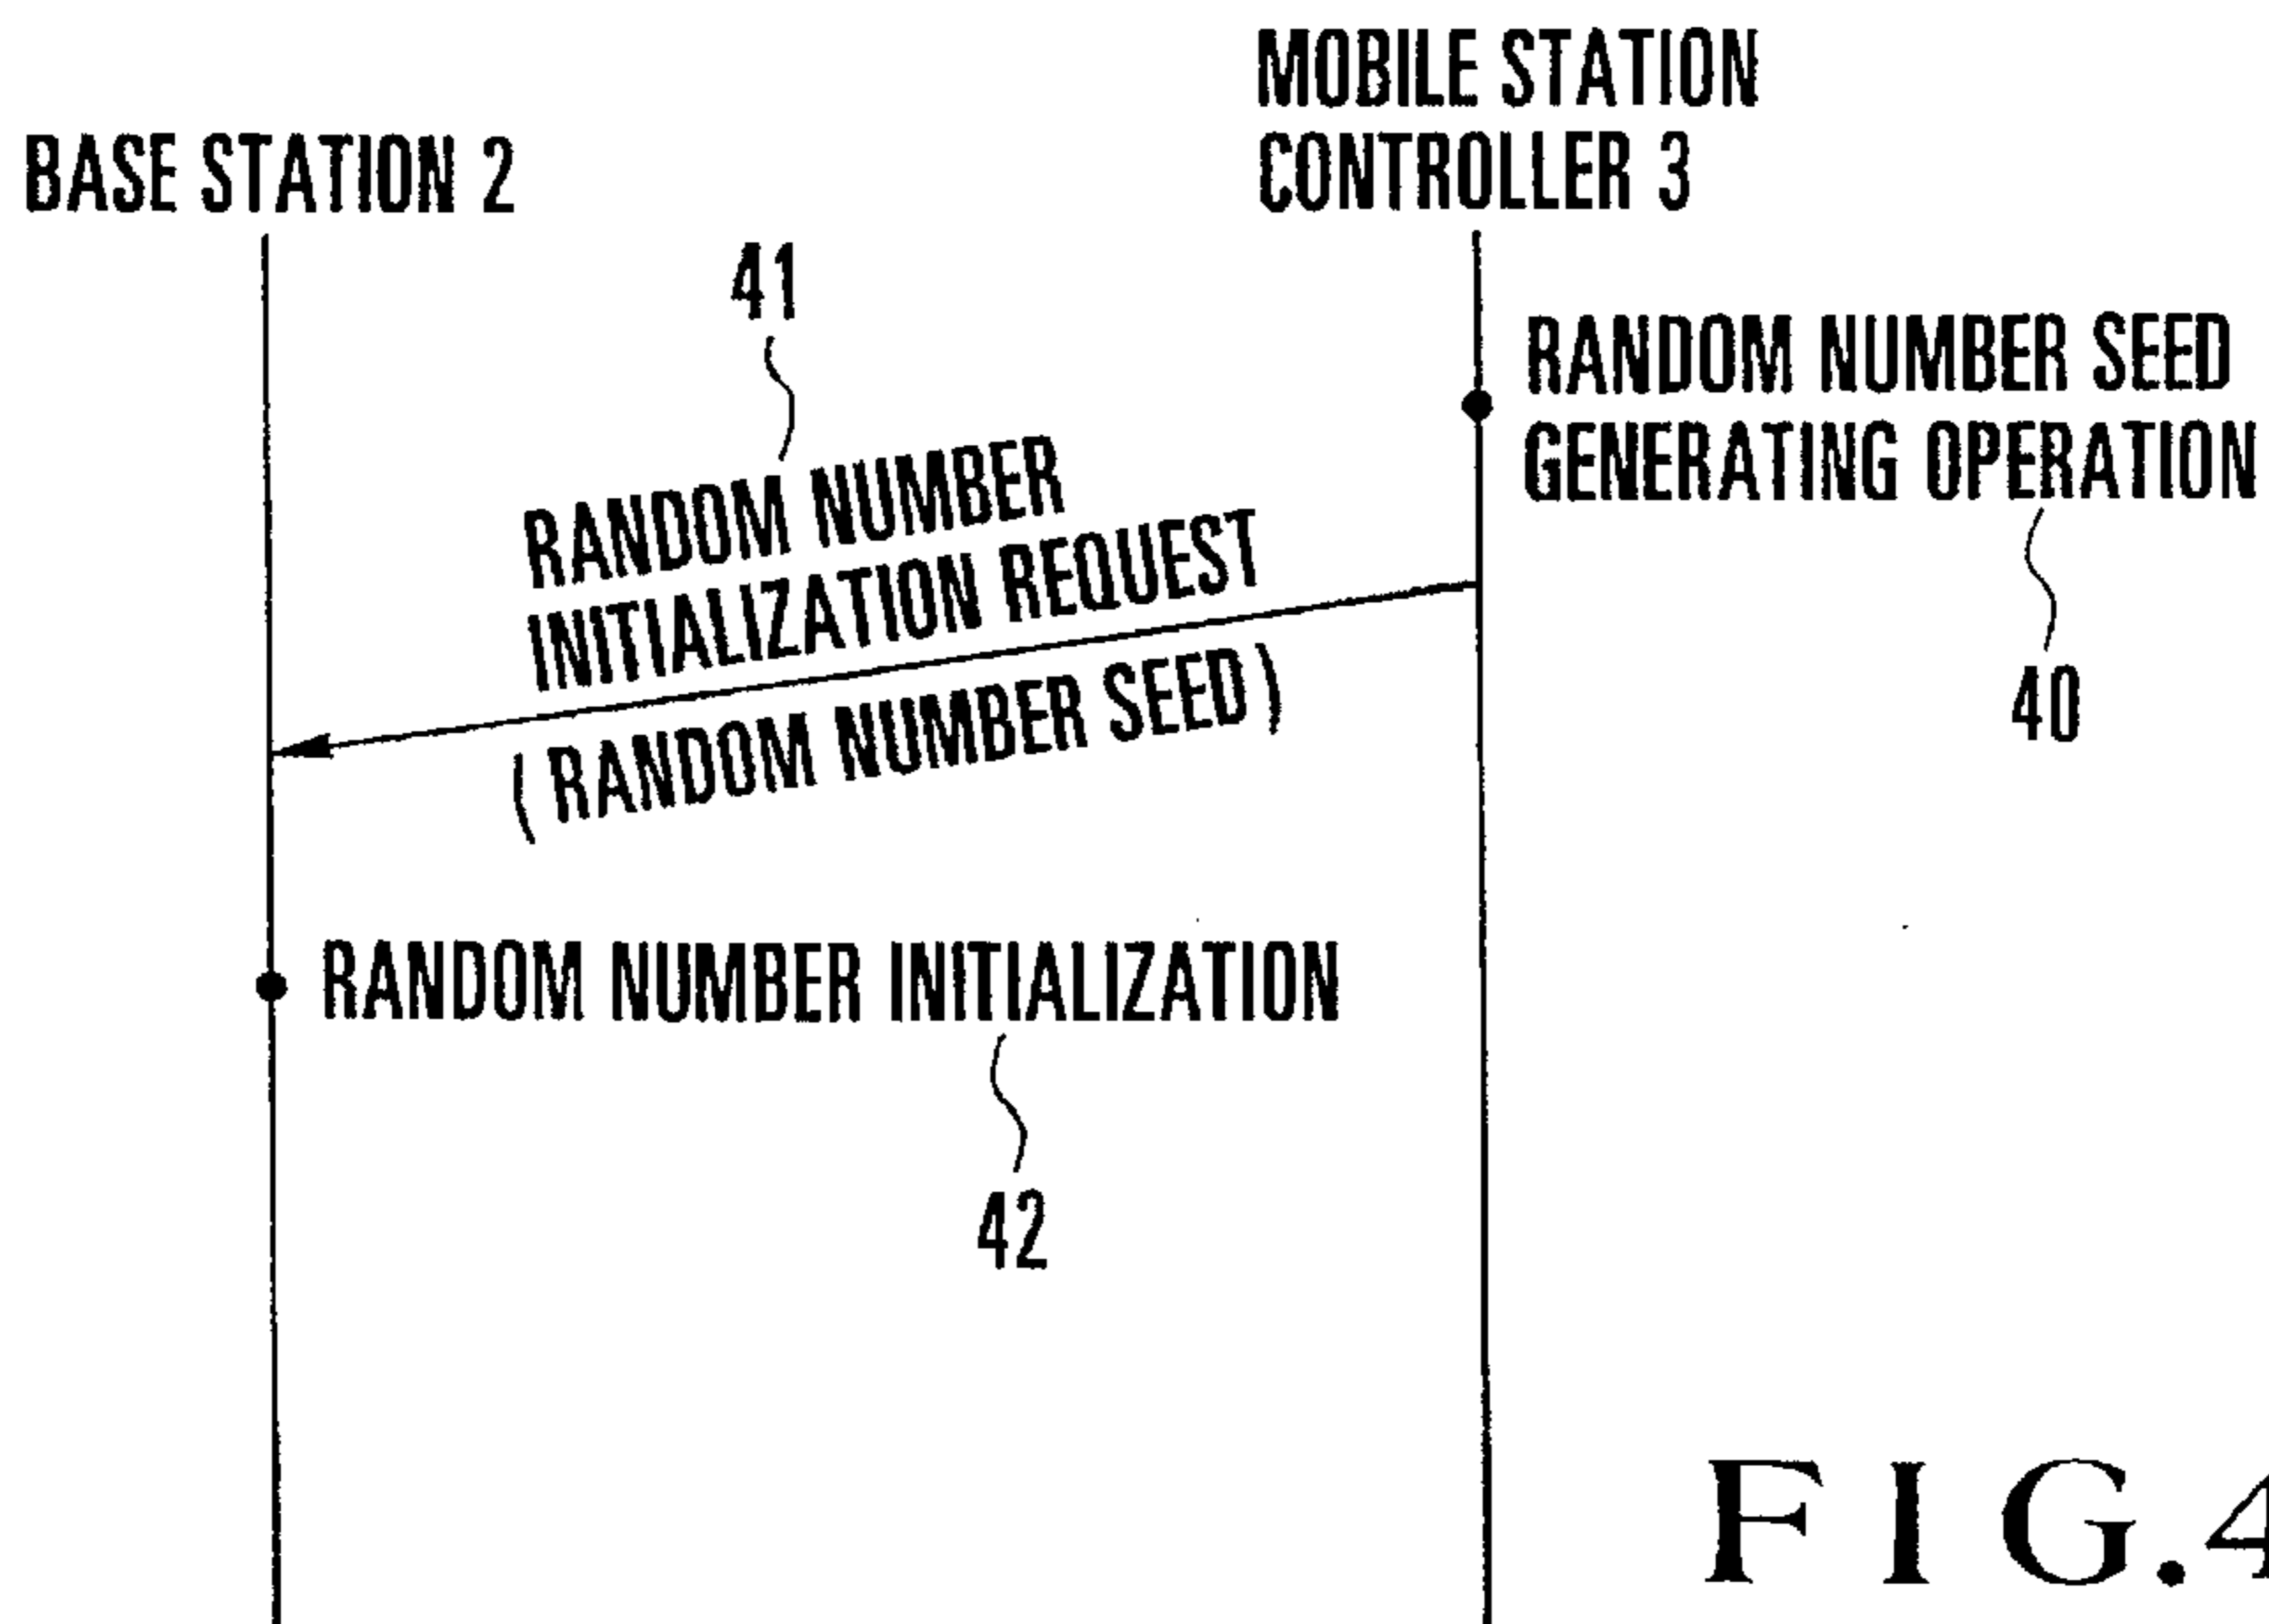 MOBILE STATION
CONTROLLER 3
BASE STATION 2
41
RANDOM NUMBER SEED
GENERATING OPERATION
40
RANDOM NUMBER
INITIALIZATION REQUEST
( RANDOM NUMBER SEED )
RANDOM NUMBER INITIALIZATION
42
FIG.4